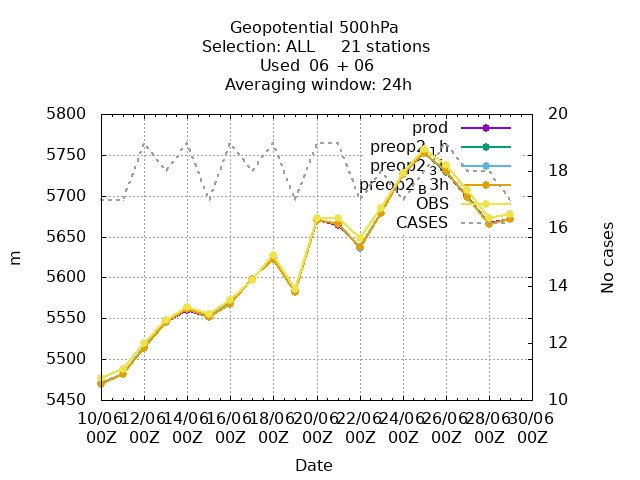 Geopotential 500hPa
Selection: ALL 21 stations
Used 06 + 06
Averaging window: 24h
5800
5750
5700
5650
5600
5550
5500
5450
20
18
16
14
12
10
m
No cases
prod
preop2_1h
preop2_3h
preop2_B_3h
OBS
CASES
10/06 12/06 14/06 16/06 18/06 20/06 22/06 24/06 26/06 28/06 30/06
00Z 00Z 00Z 00Z 00Z 00Z 00Z 00Z 00Z 00Z 00Z
Date